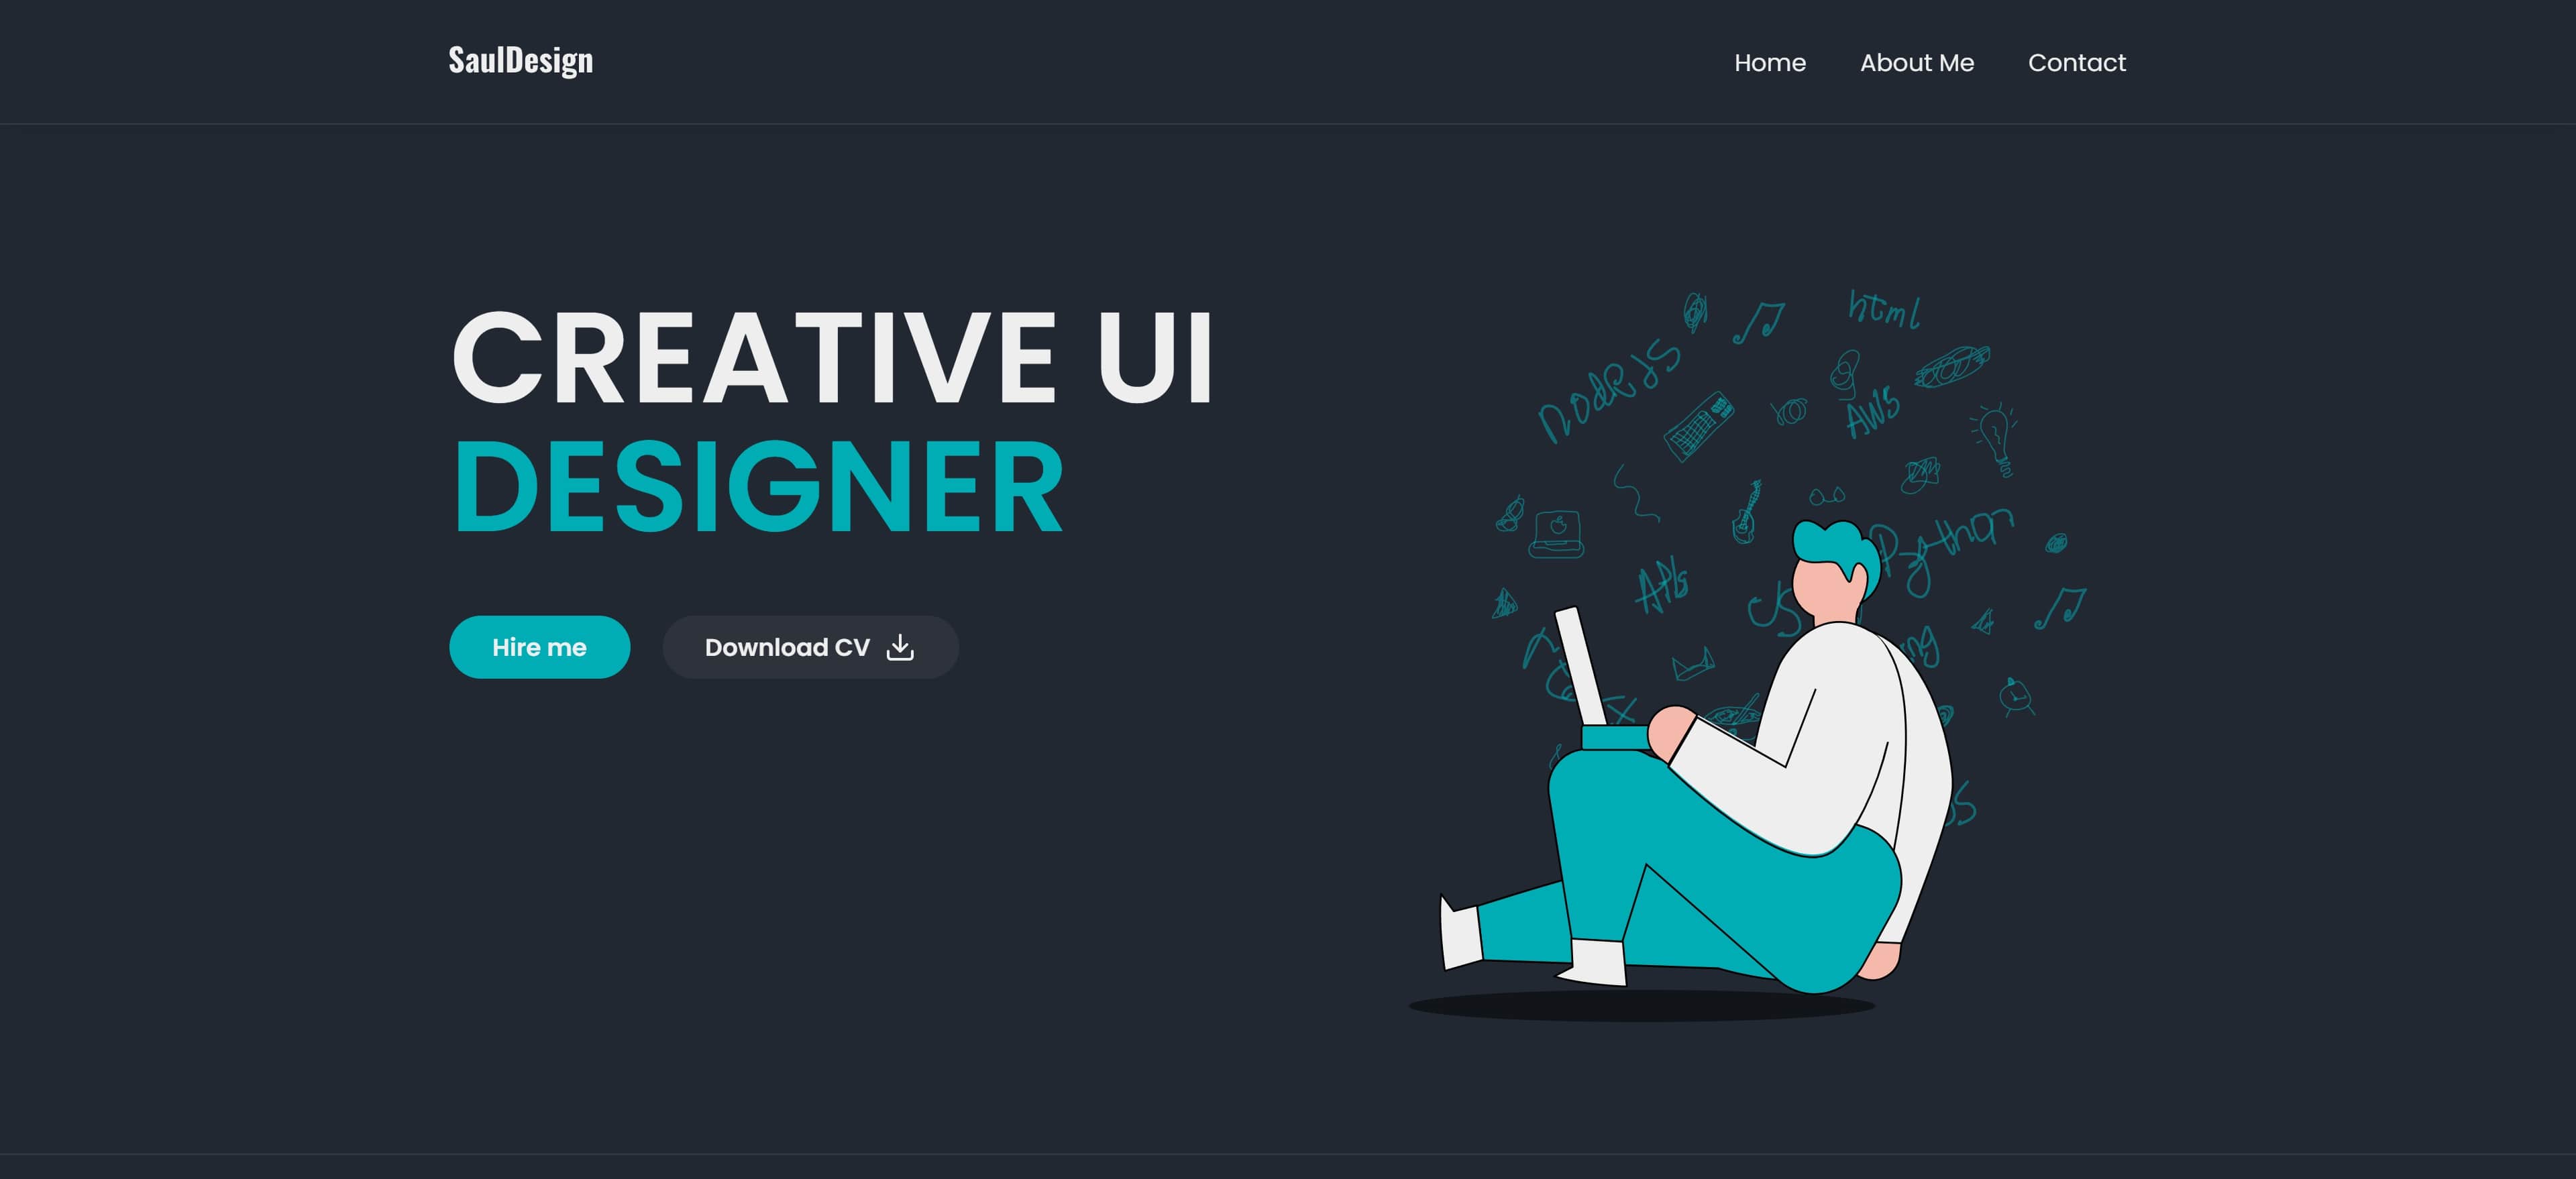 SaulDesign
Home About Me Contact
CREATIVE UI
DESIGNER
Hire me
Download CV
html
nodeJS
AWS
Python
APIs